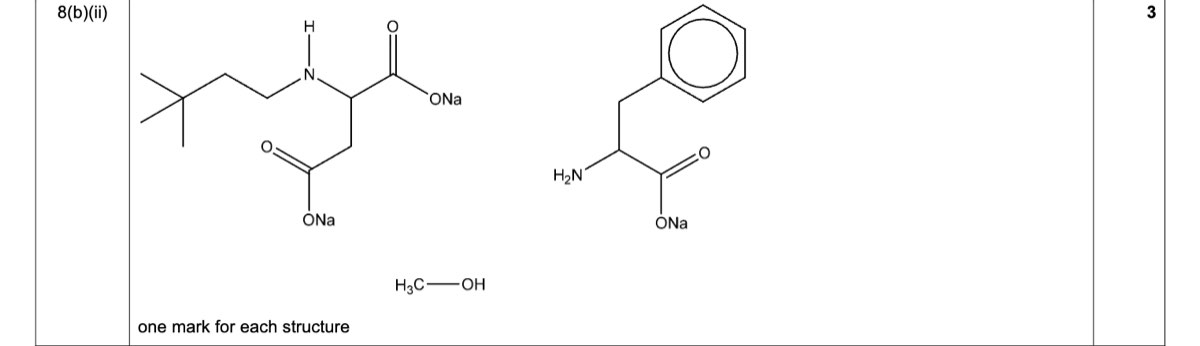 8(b)(ii)
3
H
O
N
ONa
O
O
H₂N
ONa
ONa
H₃C—OH
one mark for each structure